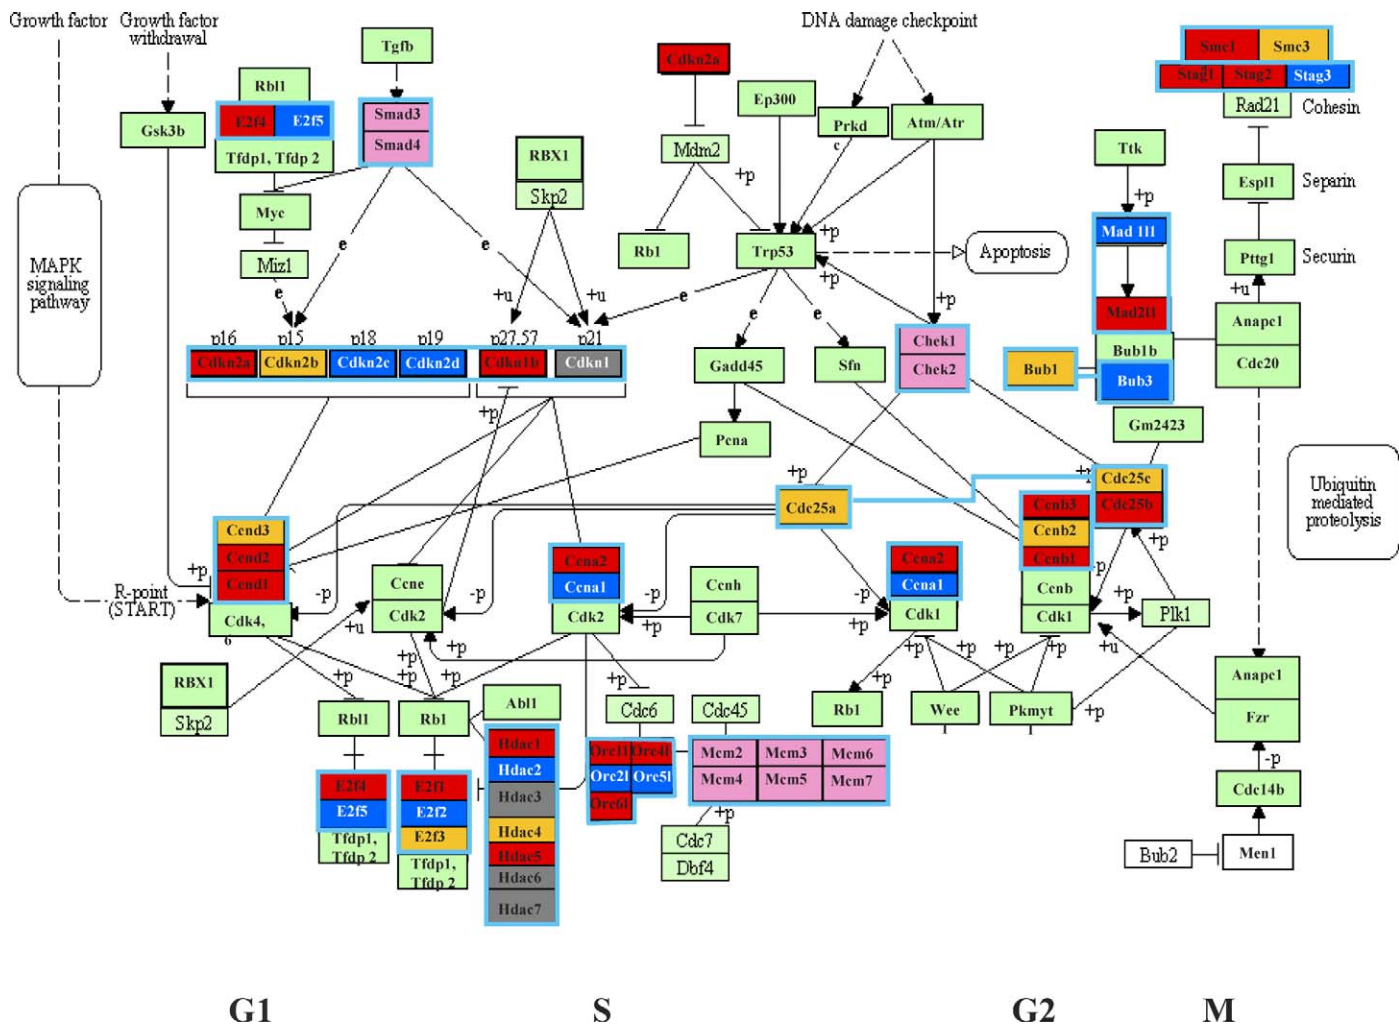 Growth factor
Growth factor
withdrawal
DNA damage checkpoint
Tgfb
Cdkn2a
Smc1
Smc3
Stag1
Stag2
Stag3
Rad21
Cohesin
Rbl1
E2f4
E2f5
Tfdp1, Tfdp 2
Gsk3b
Smad3
Smad4
Ep300
Prkd
c
Atm/Atr
Mdm2
Ttk
RBX1
Skp2
+p
Espl1
Separin
+p
Myc
Mad 1l1
Miz1
Rb1
Trp53
+p
+p
Apoptosis
Pttg1
Securin
MAPK
signaling
pathway
e
e
e
+u
+u
e
e
e
+p
+u
Mad2l1
Anapc1
Cdc20
p16
p15
p18
p19
p27,57
p21
Cdkn2a
Cdkn2b
Cdkn2c
Cdkn2d
Cdkn1b
Cdkn1
Chek1
Chek2
Bub1b
Bub1
Bub3
Gadd45
Sfn
+p
Pcna
Gm2423
+p
+p
Cdc25c
Cdc25b
Cdc25a
Ccnb3
Ccnb2
Ccnb1
Ubiquitin
mediated
proteolysis
Ccnd3
Ccnd2
Ccnd1
+p
+p
-p
Ccna2
Ccna1
Ccna2
Ccna1
R-point
(START)
Cdk4,
6
-p
Ccne
Cdk2
-p
Cdk2
-p
+p
Ccnh
Cdk7
-p
+p
Cdk1
Ccnb
Cdk1
+p
Plk1
+u
+p
+p
+p
+p
+p
+p
+p
+p
+p
+u
RBX1
Skp2
Rbl1
Rb1
Abl1
Cdc6
Cdc45
Rb1
Wee
Pkmyt
+p
Anapc1
Fzr
-p
Hdac1
Hdac2
Hdac3
Hdac4
Hdac5
Hdac6
Hdac7
Orc1l
Orc4l
Orc2l
Orc5l
Orc6l
Mcm2
Mcm3
Mcm6
Mcm4
Mcm5
Mcm7
+p
E2f4
E2f5
Tfdp1,
Tfdp 2
E2f1
E2f2
E2f3
Tfdp1,
Tfdp 2
Cdc7
Dbf4
Cdc14b
Bub2
Men1
G1
S
G2
M